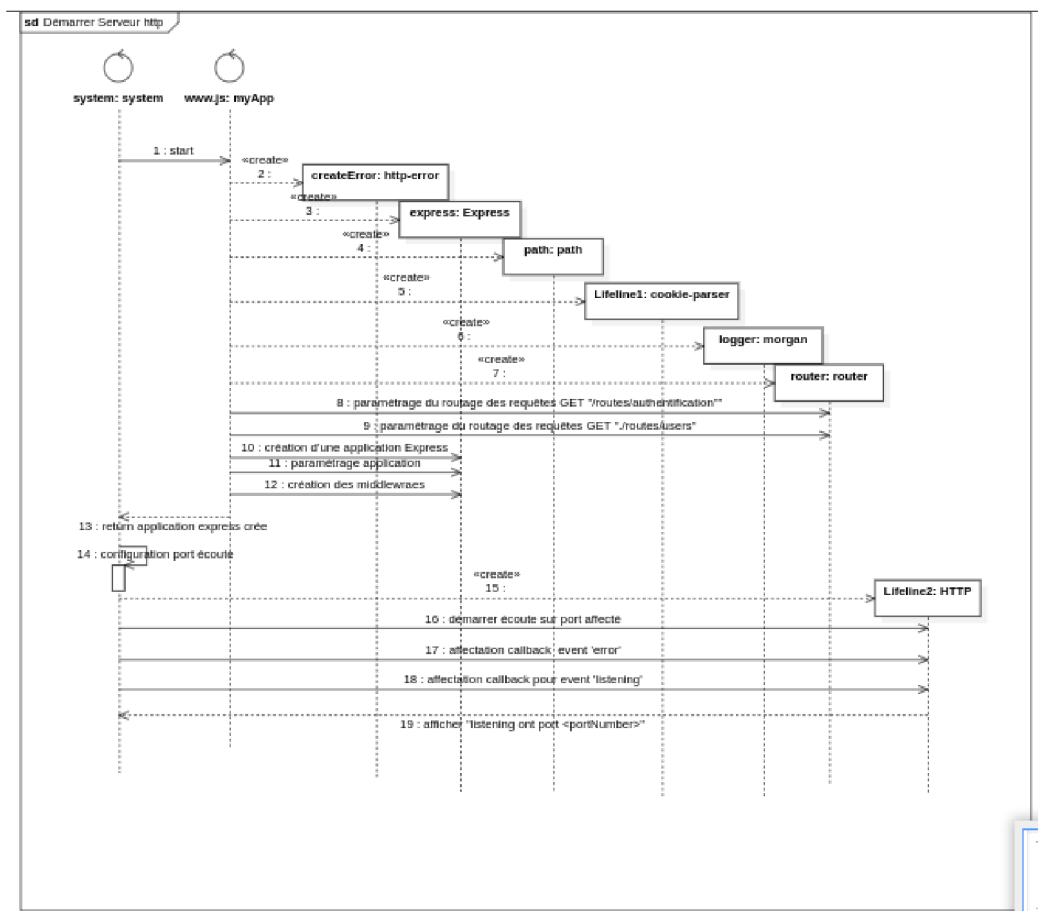 sd Démarrer Serveur http
system: system
www.js: myApp
1 : start
«create»
2 :
createError: http-error
«create»
3 :
express: Express
«create»
4 :
path: path
«create»
5 :
Lifeline1: cookie-parser
«create»
6 :
logger: morgan
«create»
7 :
router: router
8 : paramétrage du routage des requêtes GET "/routes/authentification""
9 : paramétrage du routage des requêtes GET "./routes/users"
10 : création d'une application Express
11 : paramétrage application
12 : création des middlewraes
13 : return application express crée
14 : configuration port écouté
«create»
15 :
Lifeline2: HTTP
16 : démarrer écoute sur port affecté
17 : affectation callback event 'error'
18 : affectation callback pour event 'listening'
19 : afficher "listening ont port <portNumber>"